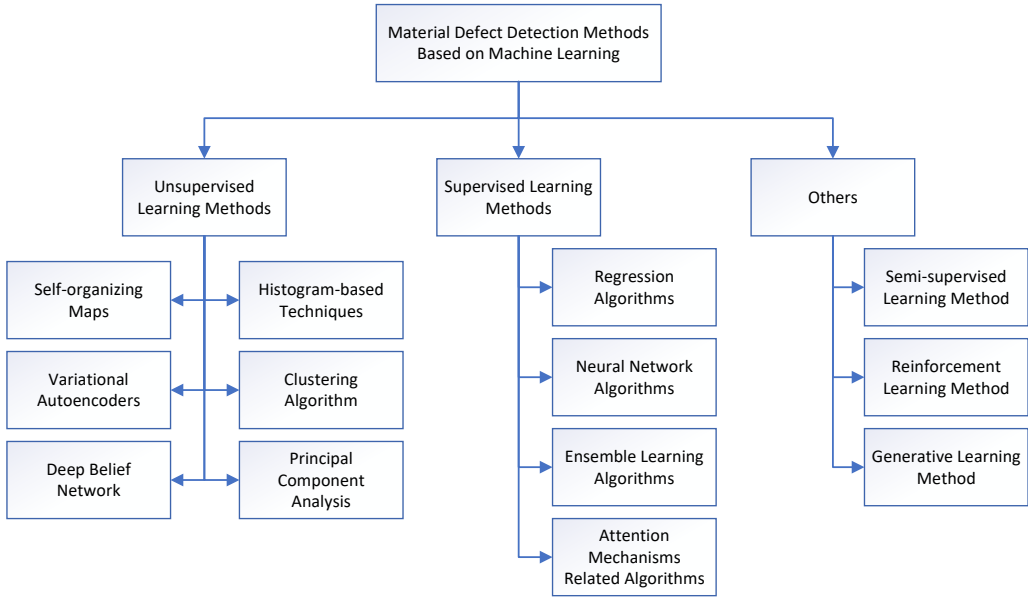 Material Defect Detection Methods
Based on Machine Learning
Unsupervised
Learning Methods
Supervised Learning
Methods
Others
Self-organizing
Maps
Histogram-based
Techniques
Variational
Autoencoders
Clustering
Algorithm
Deep Belief
Network
Principal
Component
Analysis
Regression
Algorithms
Neural Network
Algorithms
Ensemble Learning
Algorithms
Attention
Mechanisms
Related Algorithms
Semi-supervised
Learning Method
Reinforcement
Learning Method
Generative Learning
Method